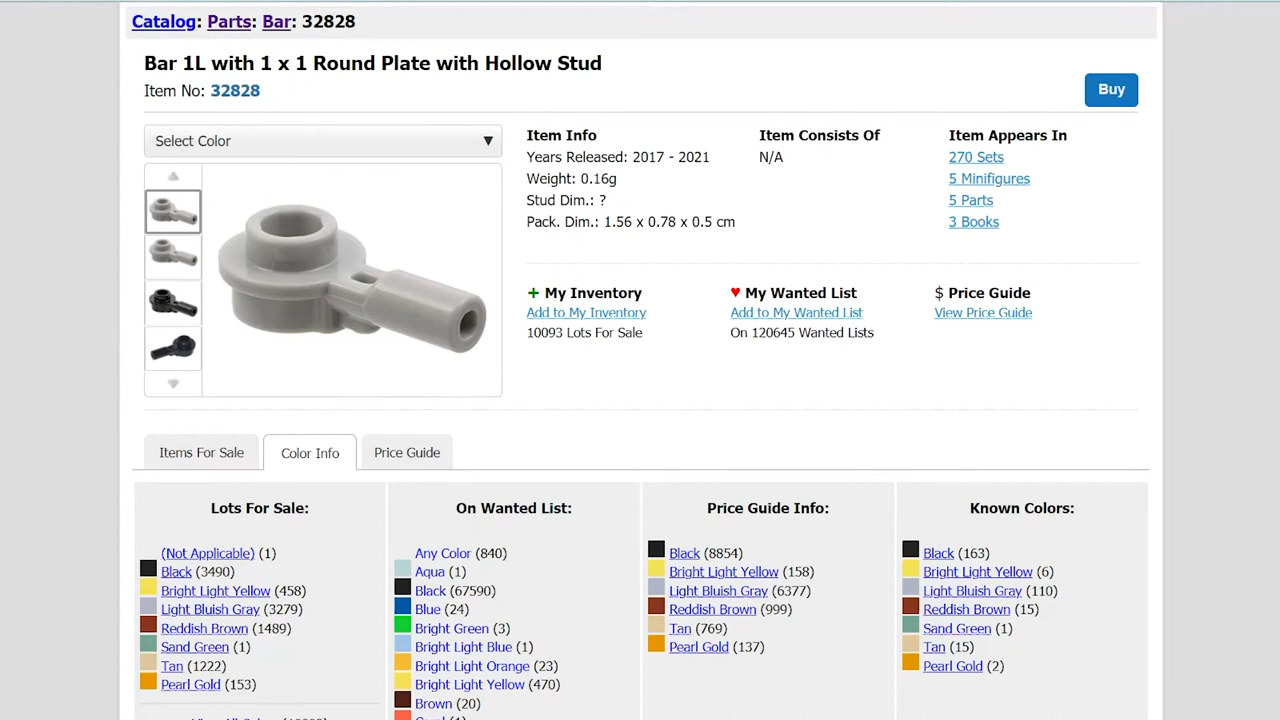 Catalog: Parts: Bar: 32828
Bar 1L with 1 x 1 Round Plate with Hollow Stud
Item No: 32828
Buy
Select Color
Item Info
Years Released: 2017 - 2021
Weight: 0.16g
Stud Dim.: ?
Pack. Dim.: 1.56 x 0.78 x 0.5 cm
Item Consists Of
N/A
Item Appears In
270 Sets
5 Minifigures
5 Parts
3 Books
+ My Inventory
Add to My Inventory
10093 Lots For Sale
♥ My Wanted List
Add to My Wanted List
On 120645 Wanted Lists
$ Price Guide
View Price Guide
Items For Sale
Color Info
Price Guide
Lots For Sale:
(Not Applicable) (1)
Black (3490)
Bright Light Yellow (458)
Light Bluish Gray (3279)
Reddish Brown (1489)
Sand Green (1)
Tan (1222)
Pearl Gold (153)
On Wanted List:
Any Color (840)
Aqua (1)
Black (67590)
Blue (24)
Bright Green (3)
Bright Light Blue (1)
Bright Light Orange (23)
Bright Light Yellow (470)
Brown (20)
Price Guide Info:
Black (8854)
Bright Light Yellow (158)
Light Bluish Gray (6377)
Reddish Brown (999)
Tan (769)
Pearl Gold (137)
Known Colors:
Black (163)
Bright Light Yellow (6)
Light Bluish Gray (110)
Reddish Brown (15)
Sand Green (1)
Tan (15)
Pearl Gold (2)